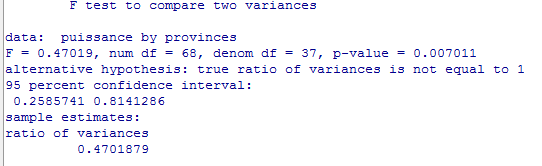 F test to compare two variances
data: puissance by provinces
F = 0.47019, num df = 68, denom df = 37, p-value = 0.007011
alternative hypothesis: true ratio of variances is not equal to 1
95 percent confidence interval:
0.2585741 0.8141286
sample estimates:
ratio of variances
0.4701879